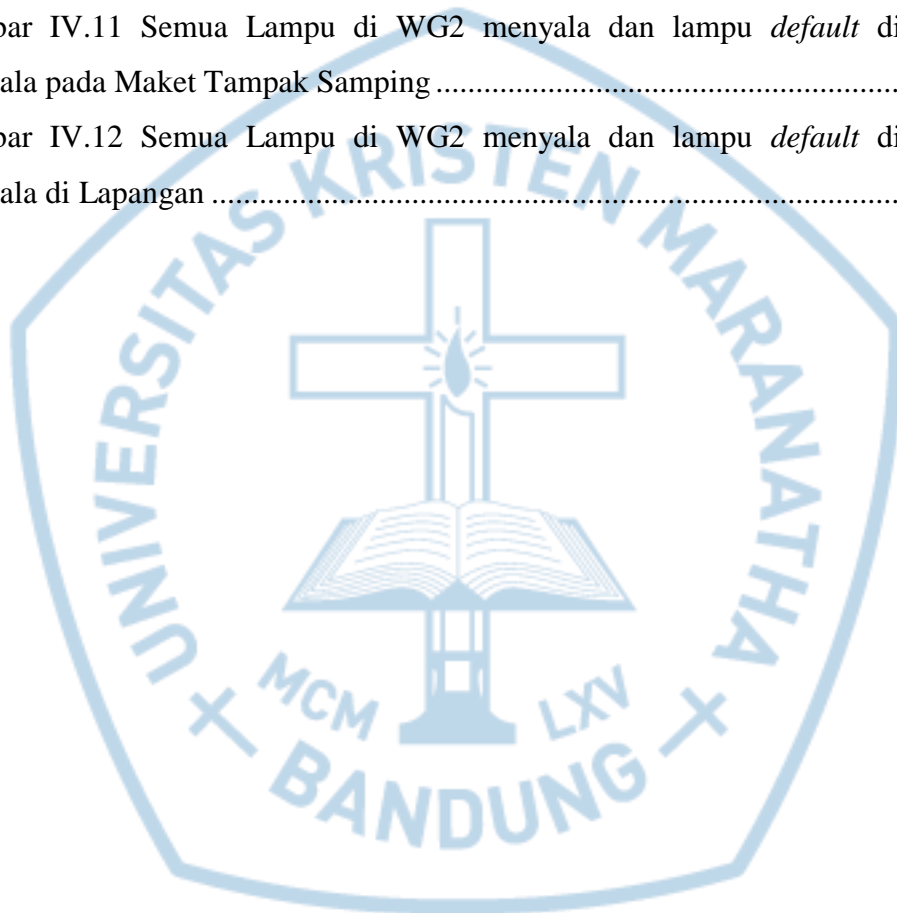 bar IV.11 Semua Lampu di WG2 menyala dan lampu default di
ala pada Maket Tampak Samping ........................................................................
bar IV.12 Semua Lampu di WG2 menyala dan lampu default di
ala di Lapangan ........................................................................................................
UNIVERSITAS KRISTEN MARANATHA
MCM LXV
BANDUNG